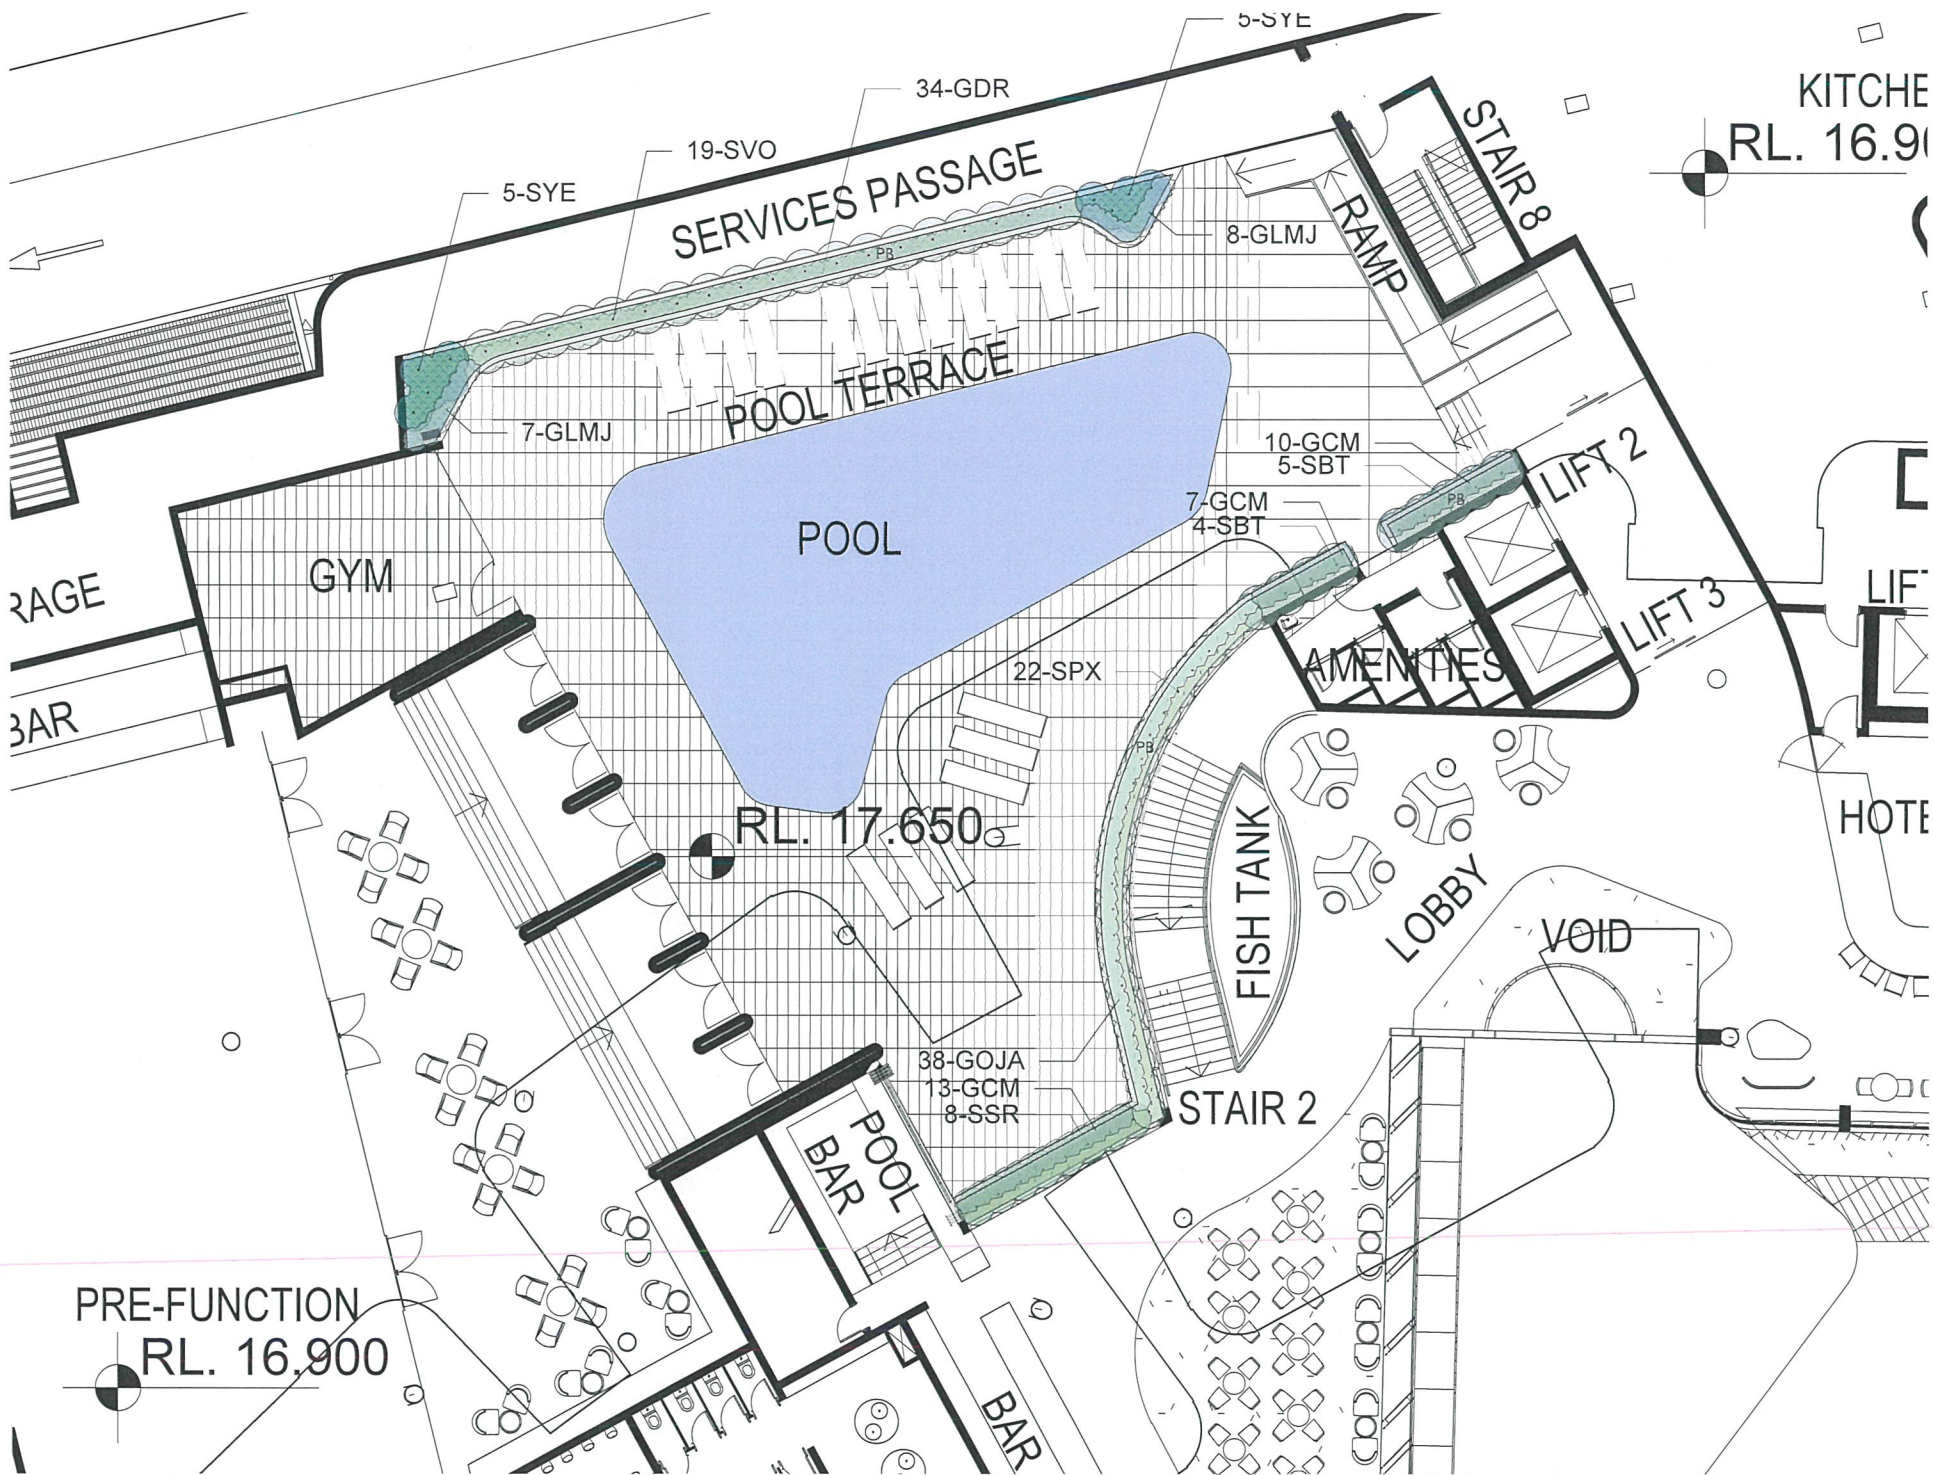 5-SYE
34-GDR
KITCHE
RL. 16.90
19-SVO
STAIR 8
5-SYE
SERVICES PASSAGE
8-GLMJ
RAMP
PB
POOL TERRACE
7-GLMJ
10-GCM
5-SBT
LIFT 2
PB
7-GCM
4-SBT
POOL
GYM
RAGE
LIFT 3
LIFT
AMENITIES
22-SPX
BAR
PB
RL. 17.650
FISH TANK
HOTE
LOBBY
VOID
38-GOJA
13-GCM
8-SSR
STAIR 2
POOL
BAR
PRE-FUNCTION
RL. 16.900
BAR